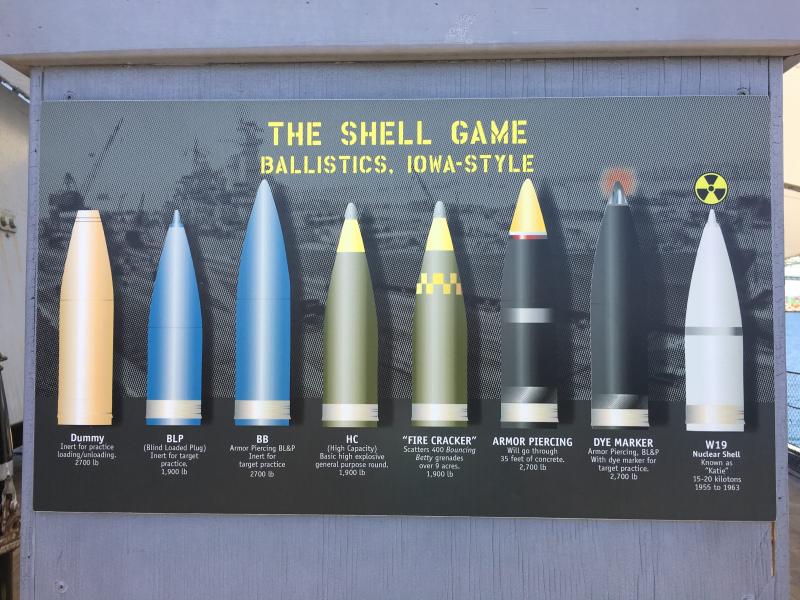 THE SHELL GAME
BALLISTICS, IOWA-STYLE
Dummy
Inert for practice
loading/unloading.
2700 lb
BLP
(Blind Loaded Plug)
Inert for target
practice.
1,900 lb
BB
Armor Piercing BL&P
Inert for
target practice
2700 lb
HC
(High Capacity)
Basic high explosive
general purpose round.
1,900 lb
"FIRE CRACKER"
Scatters 400 Bouncing
Betty grenades
over 9 acres.
1,900 lb
ARMOR PIERCING
Will go through
35 feet of concrete.
2,700 lb
DYE MARKER
Armor Piercing, BL&P
With dye marker for
target practice.
2,700 lb
W19
Nuclear Shell
Known as
"Katie"
15-20 kilotons
1955 to 1963